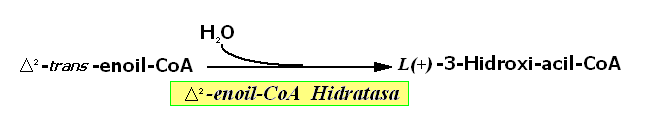 H₂O
△²-trans-enoil-CoA L(+)-3-Hidroxi-acil-CoA
△²-enoil-CoA Hidratasa